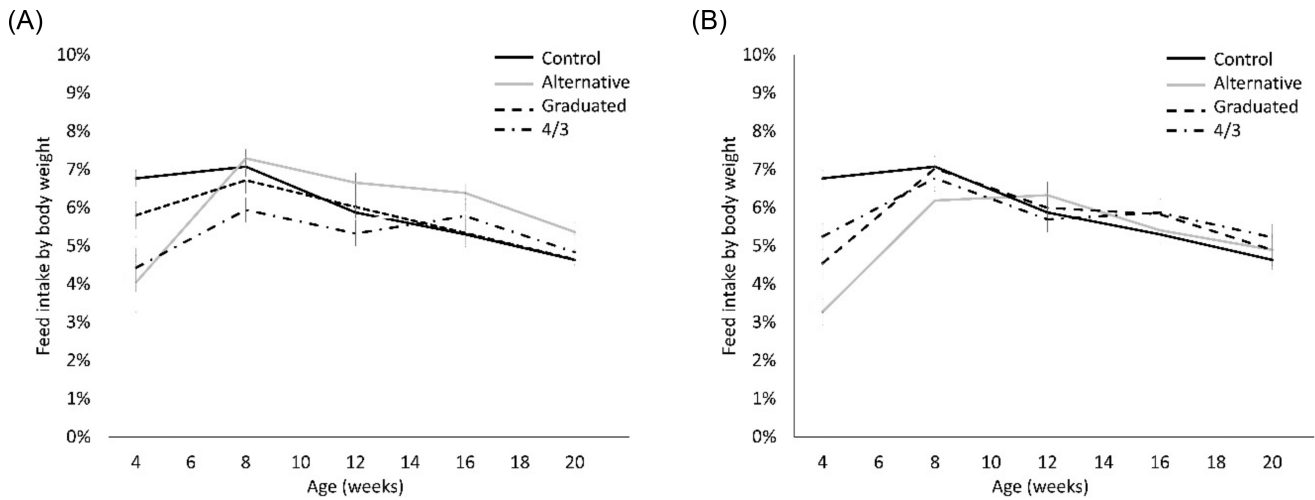 (A)
Feed intake by body weight
10%
9%
8%
7%
6%
5%
4%
3%
2%
1%
0%
4 6 8 10 12 14 16 18 20
Age (weeks)
Control
Alternative
Graduated
4/3
(B)
Feed intake by body weight
10%
9%
8%
7%
6%
5%
4%
3%
2%
1%
0%
4 6 8 10 12 14 16 18 20
Age (weeks)
Control
Alternative
Graduated
4/3